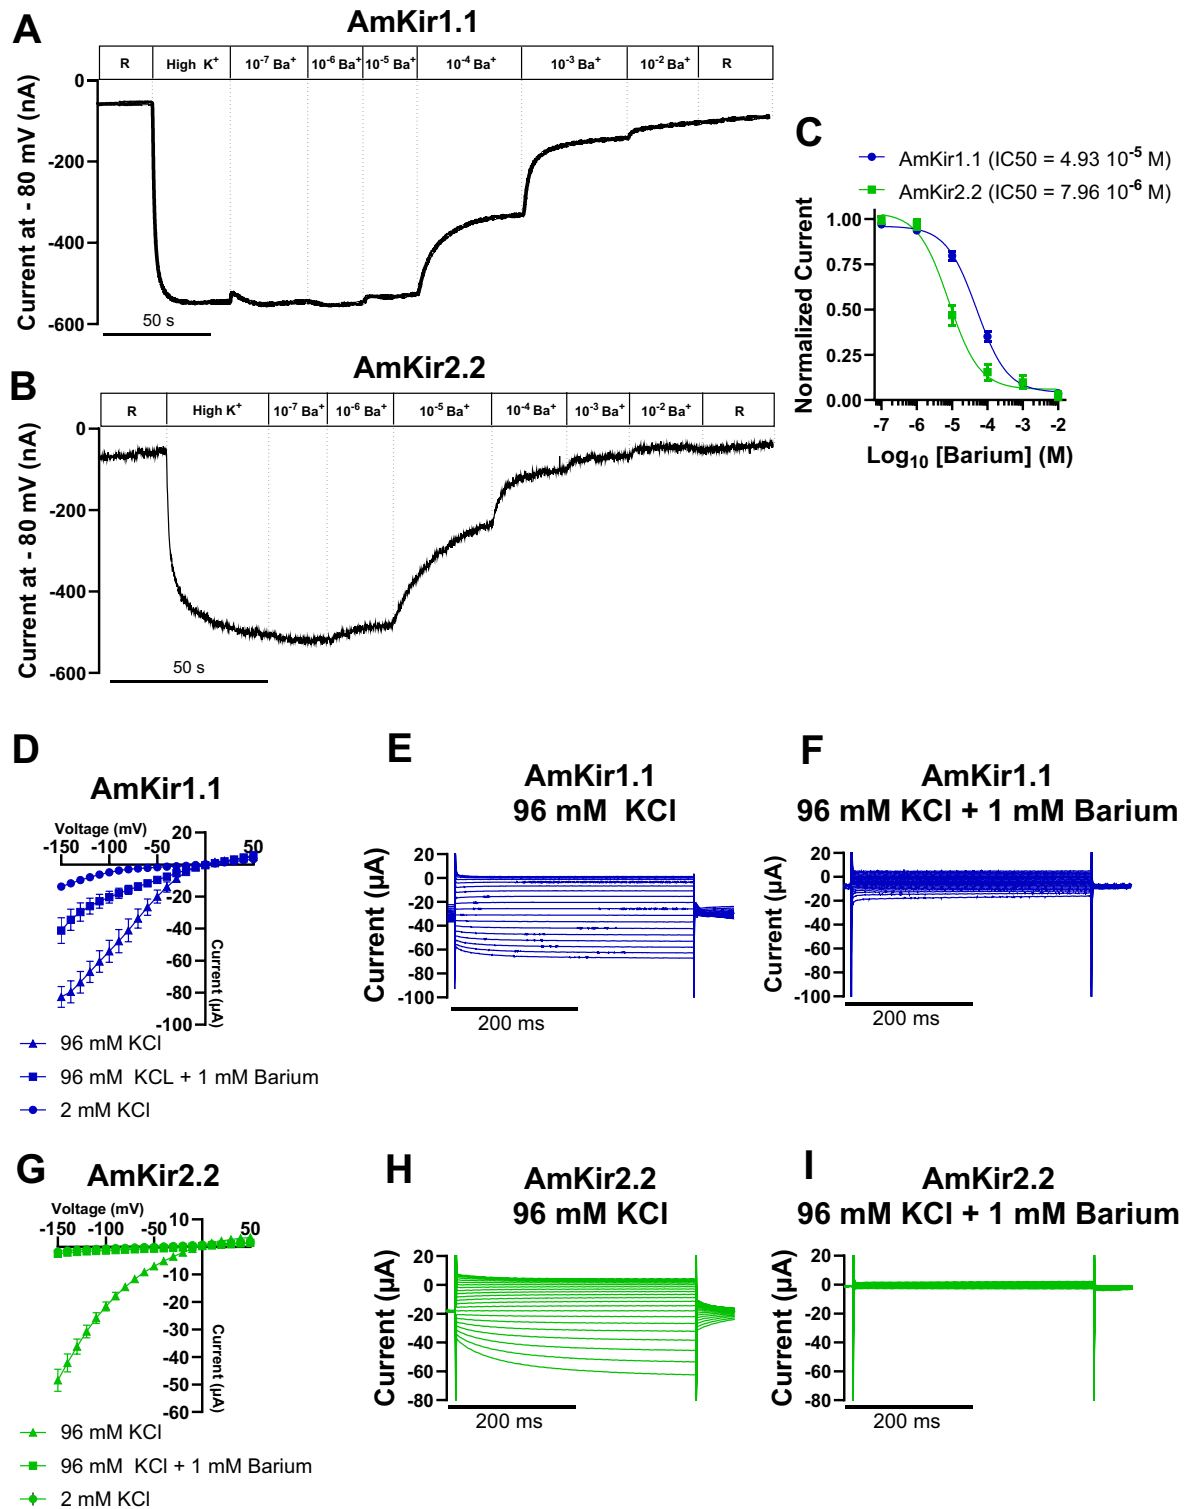 A
AmKir1.1
R
High K⁺
10⁻⁷ Ba⁺
10⁻⁶ Ba⁺
10⁻⁵ Ba⁺
10⁻⁴ Ba⁺
10⁻³ Ba⁺
10⁻² Ba⁺
R
Current at - 80 mV (nA)
0
-200
-400
-600
50 s
B
AmKir2.2
R
High K⁺
10⁻⁷ Ba⁺
10⁻⁶ Ba⁺
10⁻⁵ Ba⁺
10⁻⁴ Ba⁺
10⁻³ Ba⁺
10⁻² Ba⁺
R
Current at - 80 mV (nA)
0
-200
-400
-600
50 s
C
AmKir1.1 (IC50 = 4.93 10⁻⁵ M)
AmKir2.2 (IC50 = 7.96 10⁻⁶ M)
Normalized Current
1.00
0.75
0.50
0.25
0.00
-7 -6 -5 -4 -3 -2
Log₁₀ [Barium] (M)
D
AmKir1.1
Voltage (mV)
-150 -100 -50 50
20
-20
-40
-60
-80
-100
Current (µA)
96 mM KCl
96 mM KCL + 1 mM Barium
2 mM KCl
E
AmKir1.1
96 mM KCl
Current (µA)
20
0
-20
-40
-60
-80
-100
200 ms
F
AmKir1.1
96 mM KCl + 1 mM Barium
Current (µA)
20
0
-20
-40
-60
-80
-100
200 ms
G
AmKir2.2
Voltage (mV)
-150 -100 -50 50
10
-10
-20
-30
-40
-50
-60
Current (µA)
96 mM KCl
96 mM KCl + 1 mM Barium
2 mM KCl
H
AmKir2.2
96 mM KCl
Current (µA)
20
0
-20
-40
-60
-80
200 ms
I
AmKir2.2
96 mM KCl + 1 mM Barium
Current (µA)
20
0
-20
-40
-60
-80
200 ms